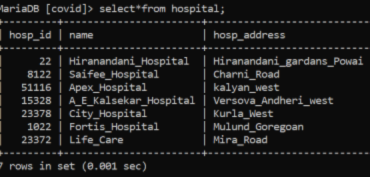 MariaDB [covid]> select*from hospital;
| hosp_id | name | hosp_address
| 22 | Hiranandani_Hospital | Hiranandani_gardans_Powai
| 8122 | Saifee_Hospital | Charni_Road
| 51116 | Apex_Hospital | kalyan_west
| 15328 | A_E_Kalsekar_Hospital | Versova_Andheri_west
| 23378 | City_Hospital | Kurla_West
| 1022 | Fortis_Hospital | Mulund_Goregoan
| 23372 | Life_Care | Mira_Road
7 rows in set (0.001 sec)